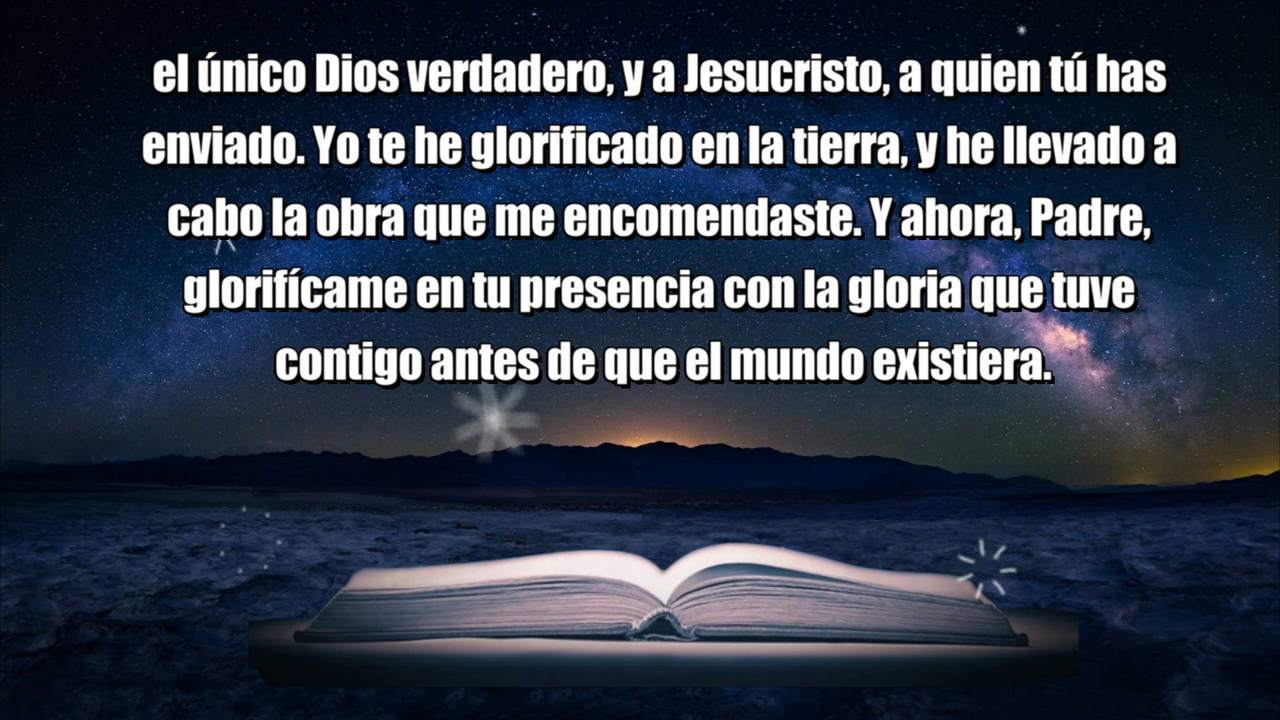 el único Dios verdadero, y a Jesucristo, a quien tú has
enviado. Yo te he glorificado en la tierra, y he llevado a
cabo la obra que me encomendaste. Y ahora, Padre,
glorifícame en tu presencia con la gloria que tuve
contigo antes de que el mundo existiera.